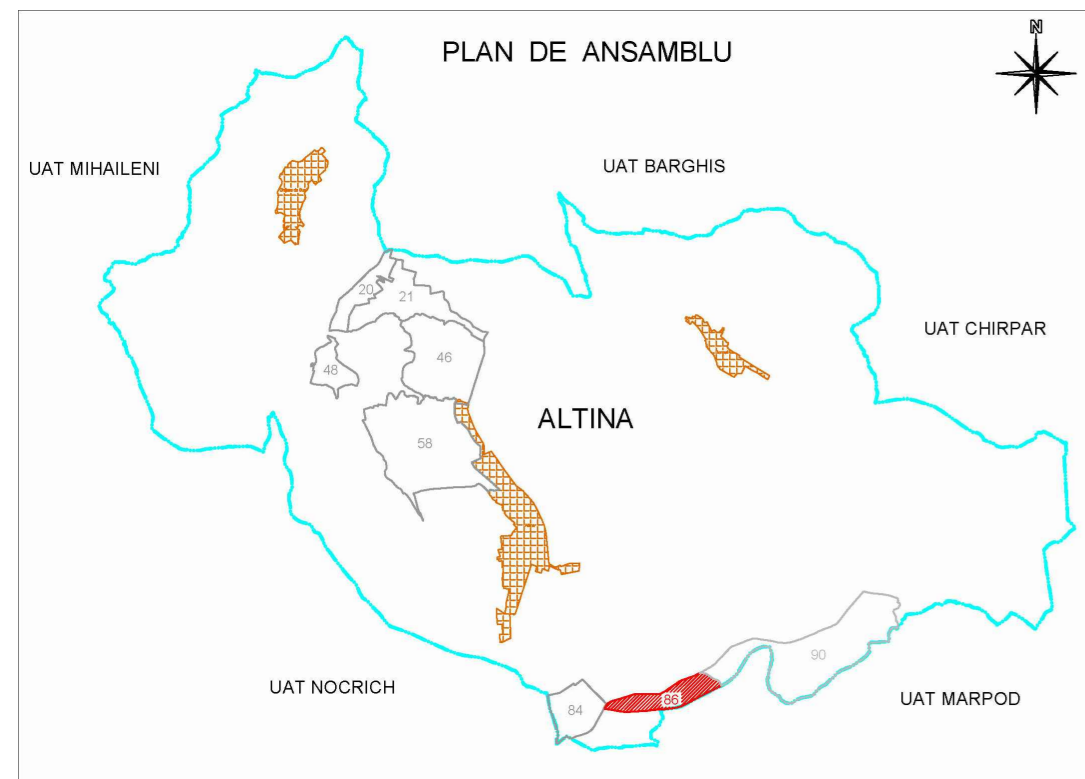 PLAN DE ANSAMBLU
N
UAT MIHAILENI
UAT BARGHIS
20
21
UAT CHIRPAR
46
48
ALTINA
58
90
UAT NOCRICH
86
UAT MARPOD
84